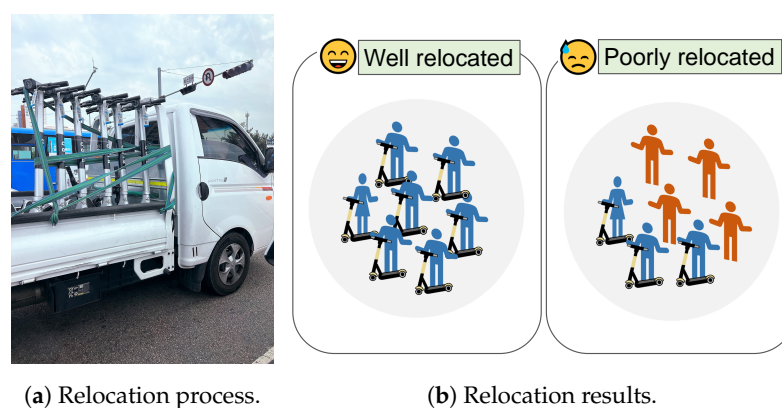 Well relocated
Poorly relocated
(a) Relocation process.
(b) Relocation results.